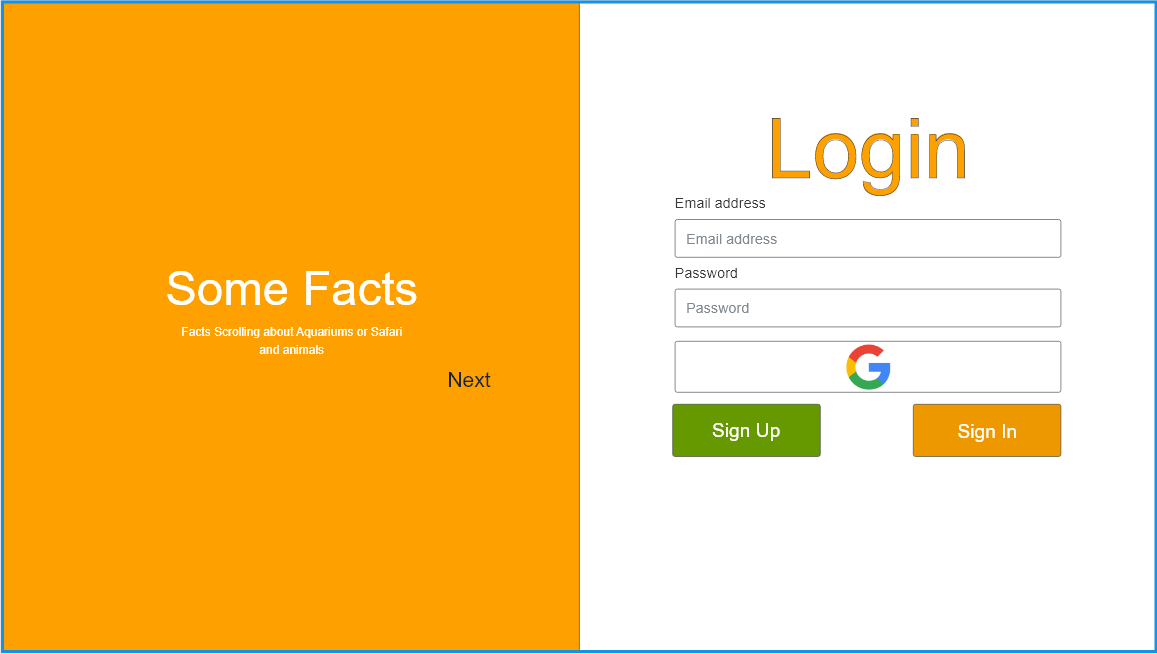 Some Facts
Facts Scrolling about Aquariums or Safari
and animals
Next
Login
Email address
Email address
Password
Password
Sign Up
Sign In